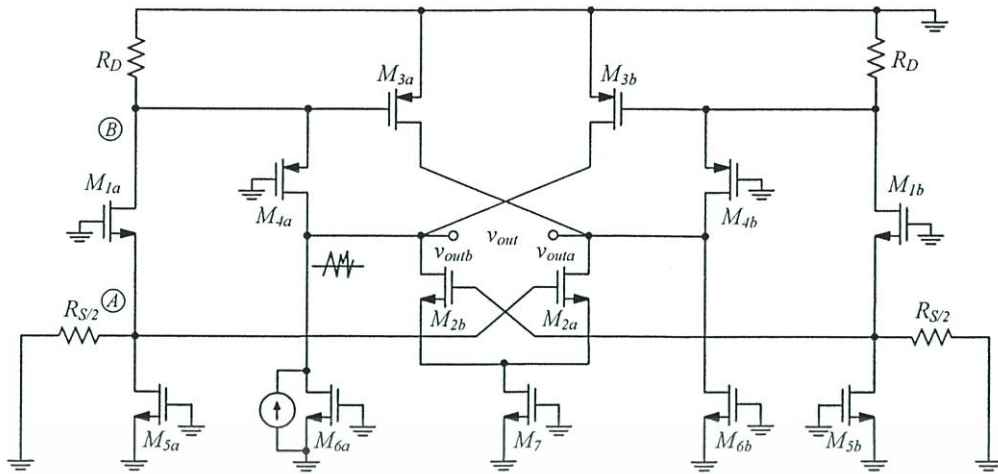 R_D
R_D
M_3a
M_3b
B
M_1a
M_4a
M_4b
M_1b
v_outb
v_out
v_outa
A
R_S/2
M_2b
M_2a
R_S/2
M_5a
M_6a
M_7
M_6b
M_5b